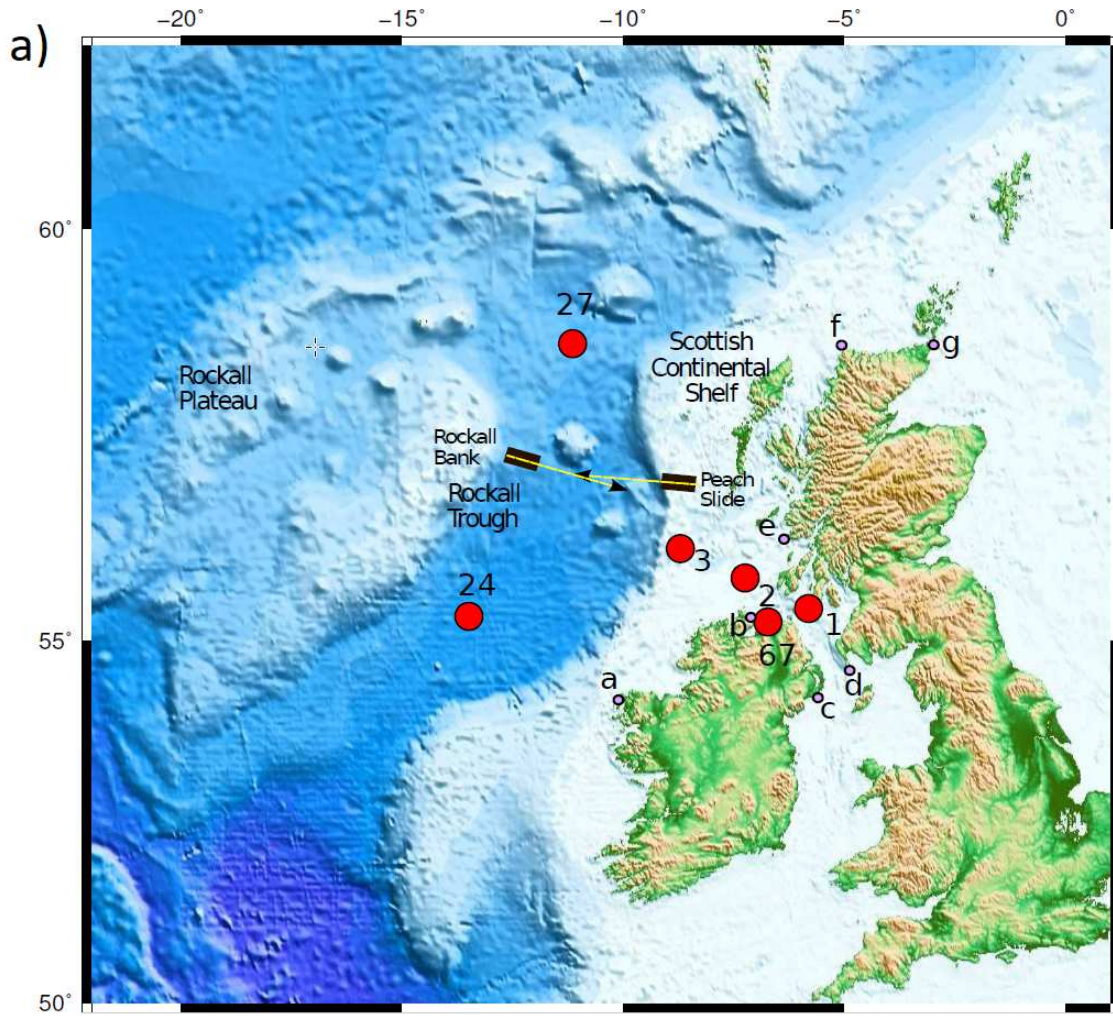 a)
−20°
−15°
−10°
−5°
0°
60°
27
f
g
Scottish
Continental
Shelf
Rockall
Plateau
Rockall
Bank
Rockall
Trough
Peach
Slide
e
3
24
2
1
b
67
55°
a
c
d
50°